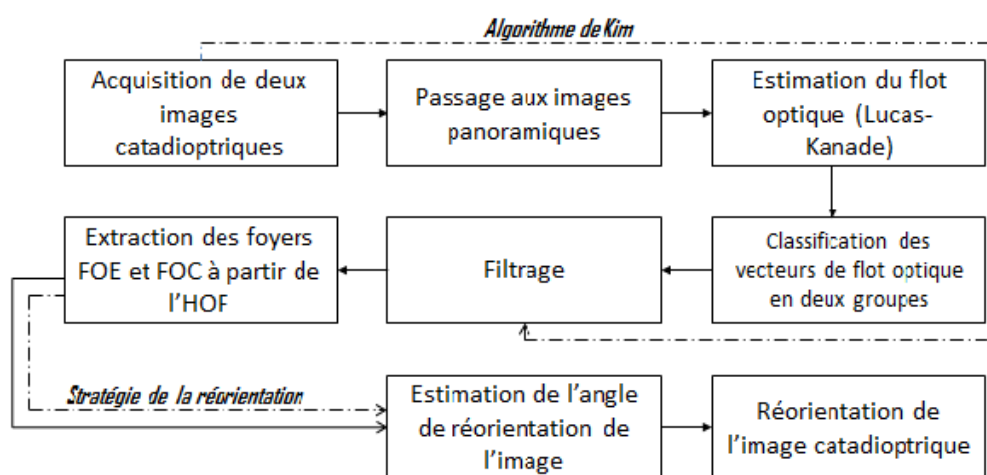 Algorithme de Kim
Acquisition de deux
images
catadioptriques
Passage aux images
panoramiques
Estimation du flot
optique (Lucas-
Kanade)
Extraction des foyers
FOE et FOC à partir de
l'HOF
Filtrage
Classification des
vecteurs de flot optique
en deux groupes
Stratégie de la réorientation
Estimation de l'angle
de réorientation de
l'image
Réorientation de
l'image catadioptrique